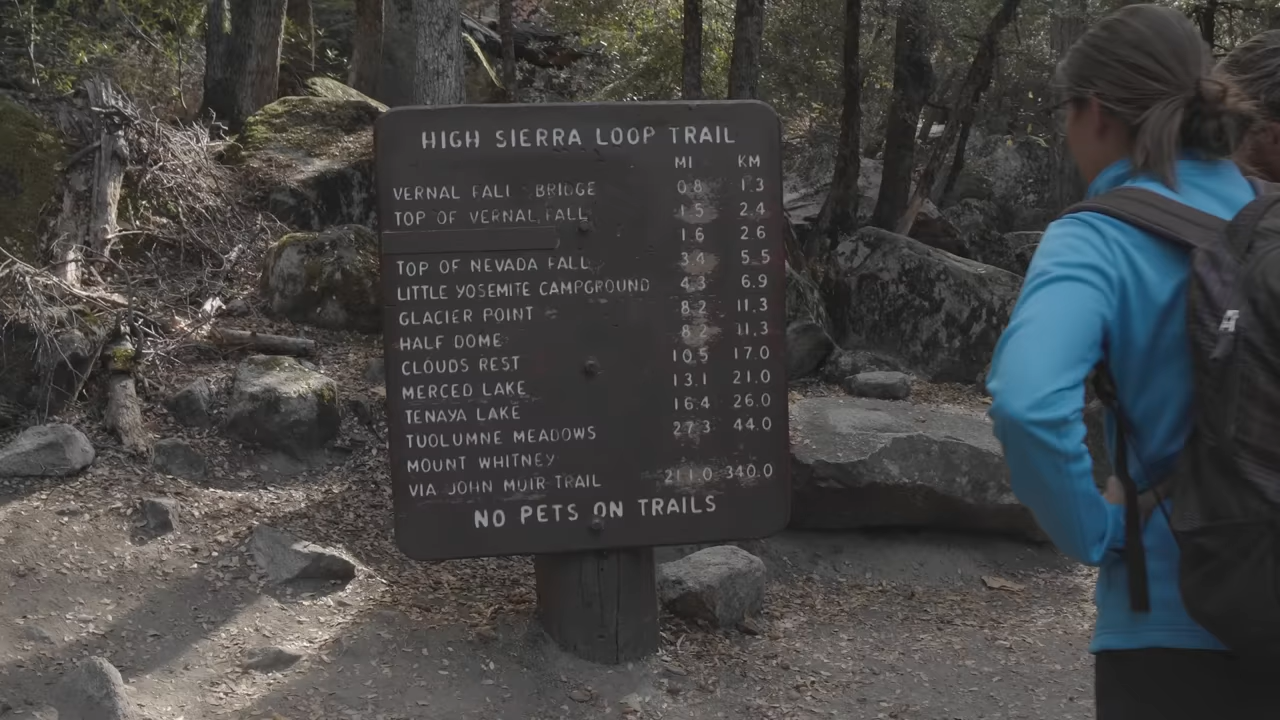 HIGH SIERRA LOOP TRAIL
MI KM
VERNAL FALL BRIDGE 0.8 1.3
TOP OF VERNAL FALL 1.5 2.4
1.6 2.6
TOP OF NEVADA FALL 3.4 5.5
LITTLE YOSEMITE CAMPGROUND 4.3 6.9
GLACIER POINT 8.2 11.3
HALF DOME 8.2 11.3
CLOUDS REST 10.5 17.0
MERCED LAKE 13.1 21.0
TENAYA LAKE 16.4 26.0
TUOLUMNE MEADOWS 27.3 44.0
MOUNT WHITNEY
VIA JOHN MUIR TRAIL 211.0 340.0
NO PETS ON TRAILS